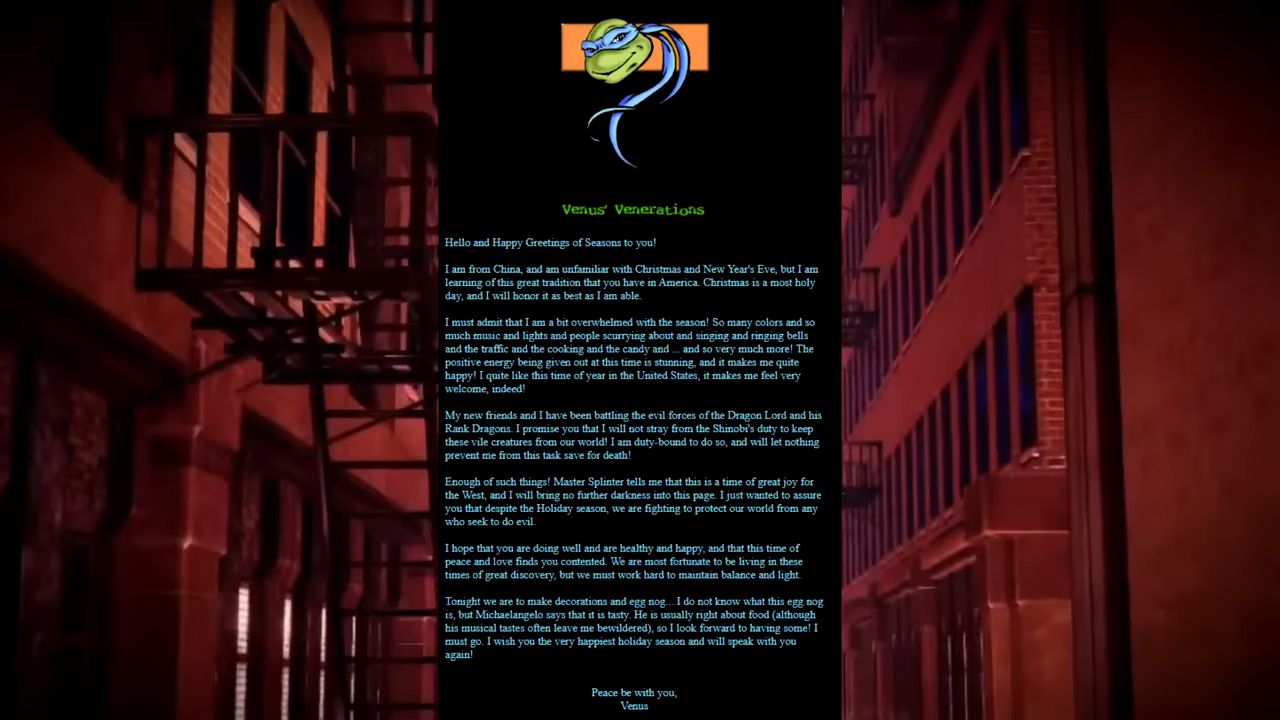 Venus' Venerations
Hello and Happy Greetings of Seasons to you!
I am from China, and am unfamiliar with Christmas and New Year's Eve, but I am
learning of this great tradition that you have in America. Christmas is a most holy
day, and I will honor it as best as I am able.
I must admit that I am a bit overwhelmed with the season! So many colors and so
much music and lights and people scurrying about and singing and ringing bells
and the traffic and the cooking and the candy and ... and so very much more! The
positive energy being given out at this time is stunning, and it makes me quite
happy! I quite like this time of year in the United States, it makes me feel very
welcome, indeed!
My new friends and I have been battling the evil forces of the Dragon Lord and his
Rank Dragons. I promise you that I will not stray from the Shinobi's duty to keep
these vile creatures from our world! I am duty-bound to do so, and will let nothing
prevent me from this task save for death!
Enough of such things! Master Splinter tells me that this is a time of great joy for
the West, and I will bring no further darkness into this page. I just wanted to assure
you that despite the Holiday season, we are fighting to protect our world from any
who seek to do evil.
I hope that you are doing well and are healthy and happy, and that this time of
peace and love finds you contented. We are most fortunate to be living in these
times of great discovery, but we must work hard to maintain balance and light.
Tonight we are to make decorations and egg nog... I do not know what this egg nog
is, but Michaelangelo says that it is tasty. He is usually right about food (although
his musical tastes often leave me bewildered), so I look forward to having some! I
must go. I wish you the very happiest holiday season and will speak with you
again!
Peace be with you,
Venus